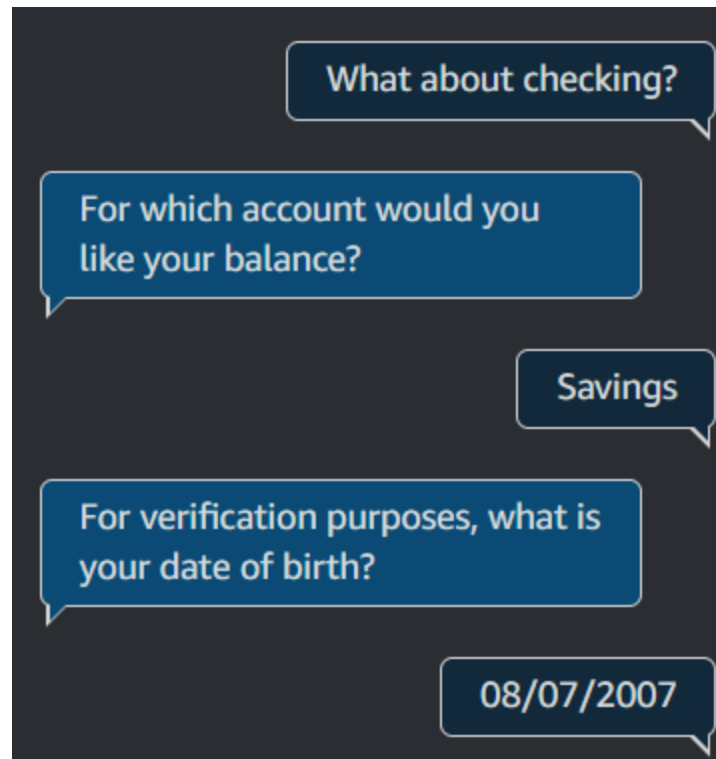 What about checking?
For which account would you
like your balance?
Savings
For verification purposes, what is
your date of birth?
08/07/2007